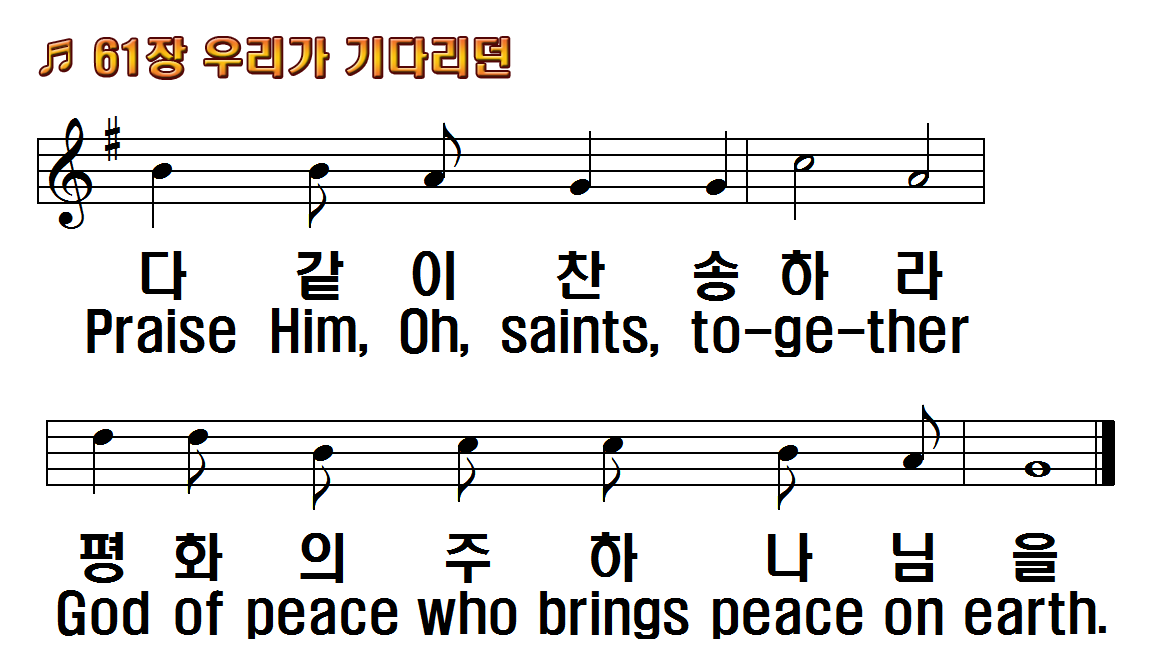 ♬ 61장 우리가 기다리던
다 같 이 찬 송 하 라
Praise Him, Oh, saints, to-ge-ther
평 화 의 주 하 나 님 을
God of peace who brings peace on earth.